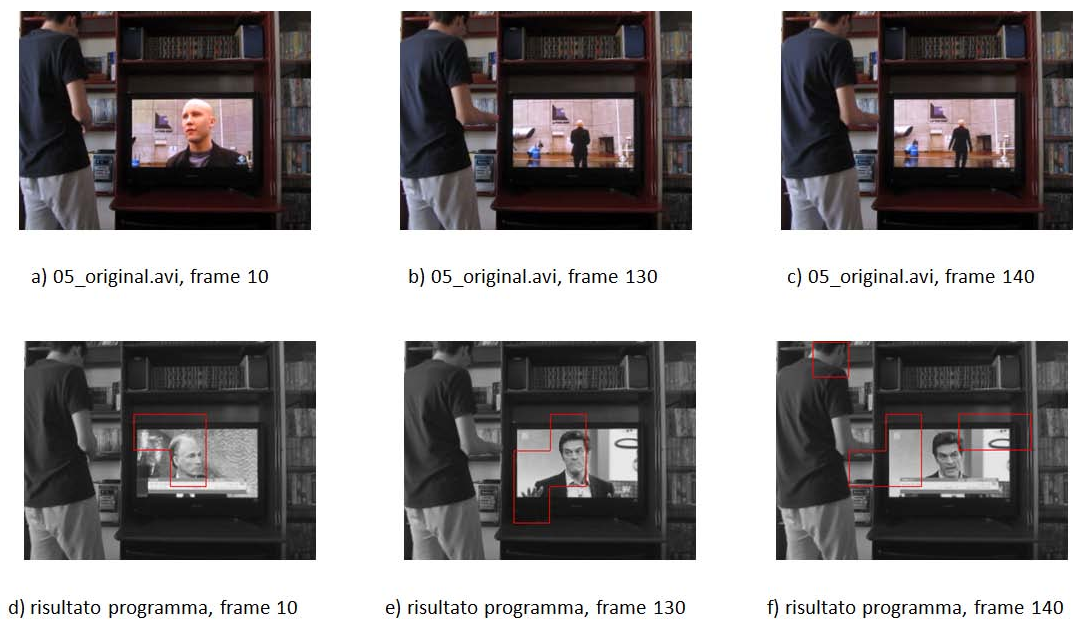 a) 05_original.avi, frame 10
b) 05_original.avi, frame 130
c) 05_original.avi, frame 140
d) risultato programma, frame 10
e) risultato programma, frame 130
f) risultato programma, frame 140